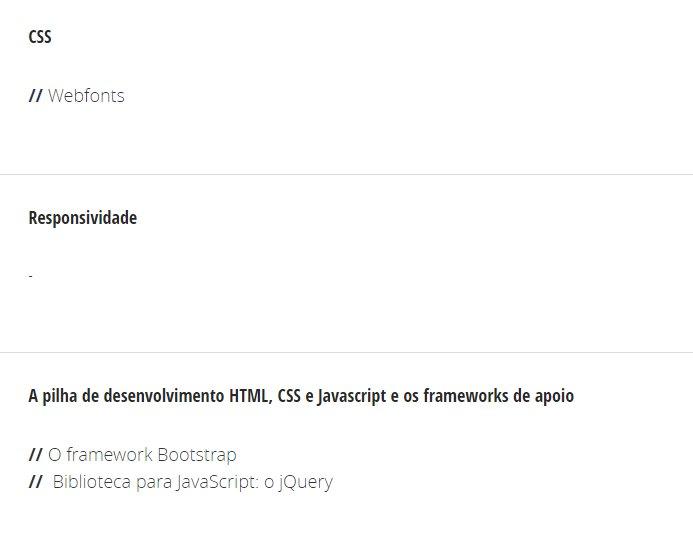 CSS
// Webfonts
Responsividade
-
A pilha de desenvolvimento HTML, CSS e Javascript e os frameworks de apoio
// O framework Bootstrap
// Biblioteca para JavaScript: o jQuery